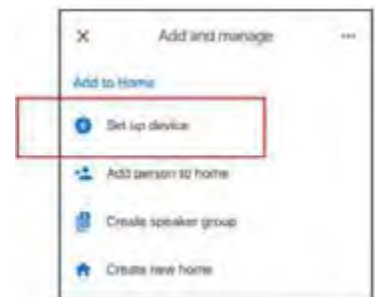 Add and manage
Add to Home
Set up device
Add person to home
Create speaker group
Create new home